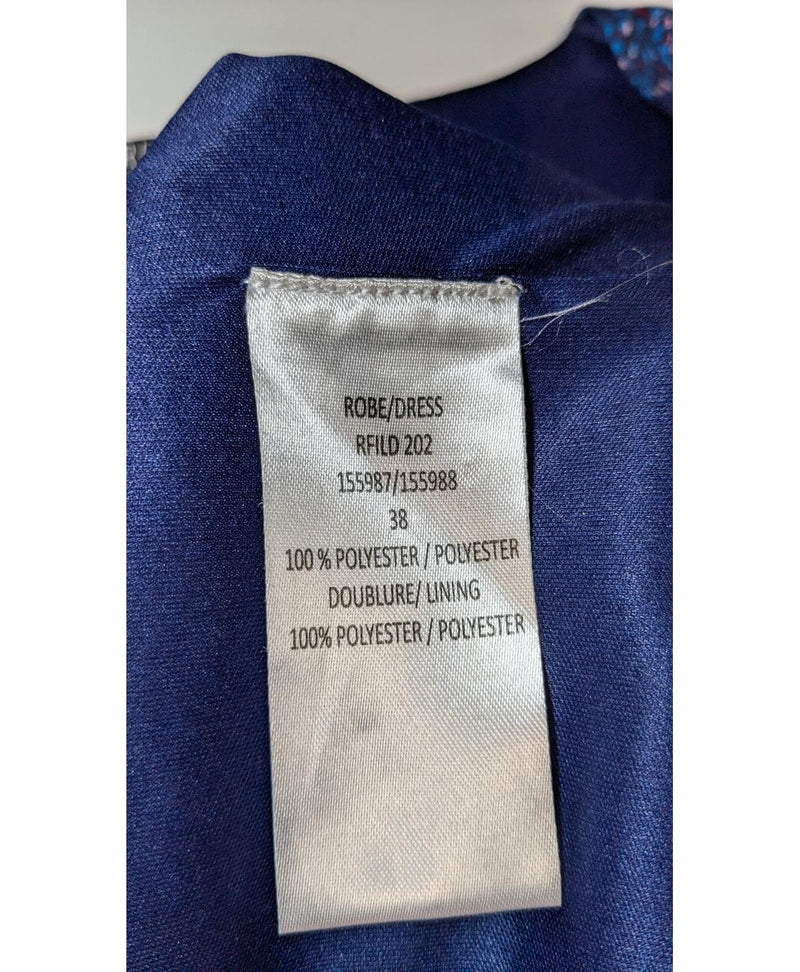 ROBE/DRESS
RFILD 202
155987/155988
38
100 % POLYESTER / POLYESTER
DOUBLURE/ LINING
100% POLYESTER / POLYESTER